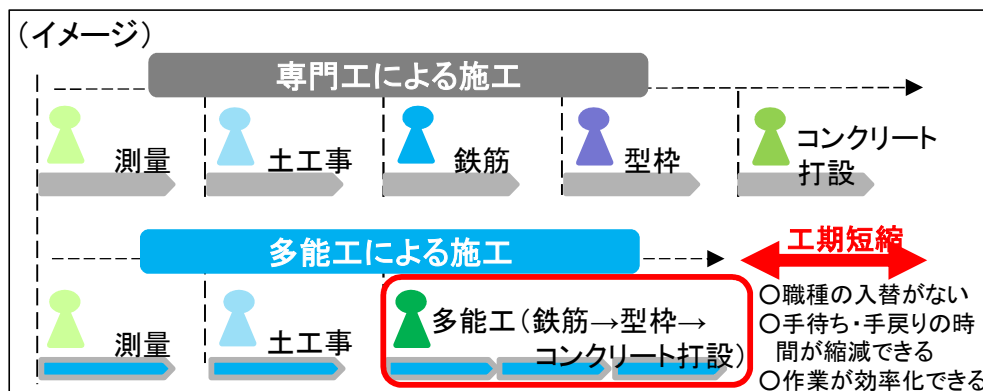 (イメージ)
専門工による施工
測量
土工事
鉄筋
型枠
コンクリート
打設
多能工による施工
工期短縮
測量
土工事
多能工(鉄筋→型枠→
コンクリート打設)
〇職種の入替がない
〇手待ち・手戻りの時
間が縮減できる
〇作業が効率化できる